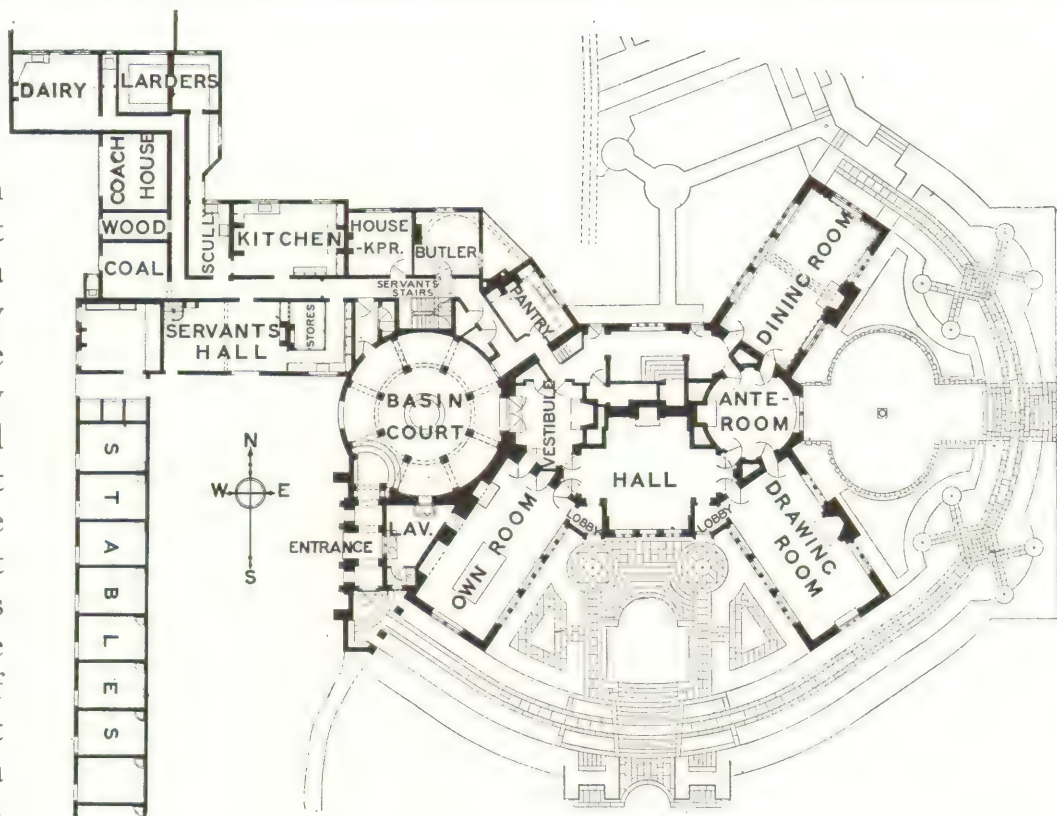 DAIRY
LARDERS
COACH
HOUSE
WOOD
COAL
SCULLY
KITCHEN
HOUSE
-KPR.
BUTLER
SERVANTS
STAIRS
PANTRY
DINING ROOM
SERVANTS
HALL
STORES
BASIN
COURT
VESTIBULE
ANTE-
ROOM
HALL
LOBBY
LOBBY
DRAWING
ROOM
OWN ROOM
LAV.
ENTRANCE
N
W E
S
STABLES